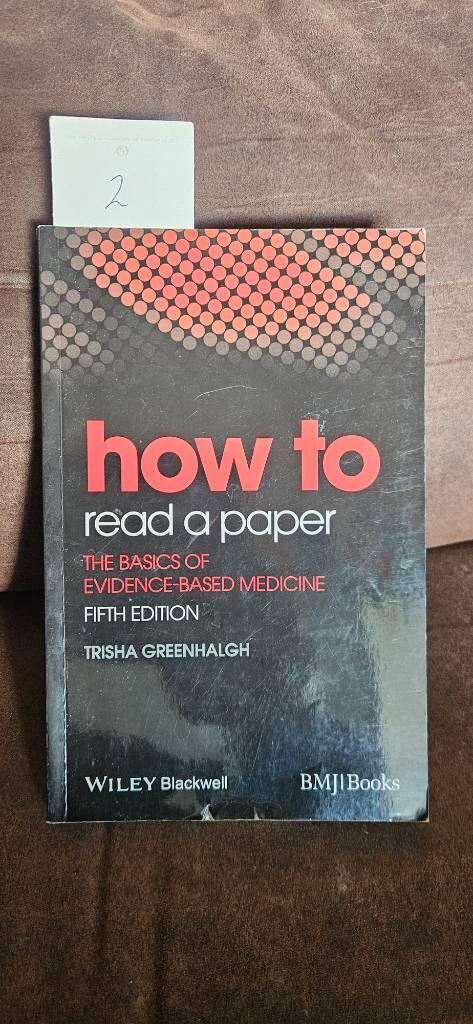 2
how to
read a paper
THE BASICS OF
EVIDENCE-BASED MEDICINE
FIFTH EDITION
TRISHA GREENHALGH
WILEY Blackwell
BMJ|Books